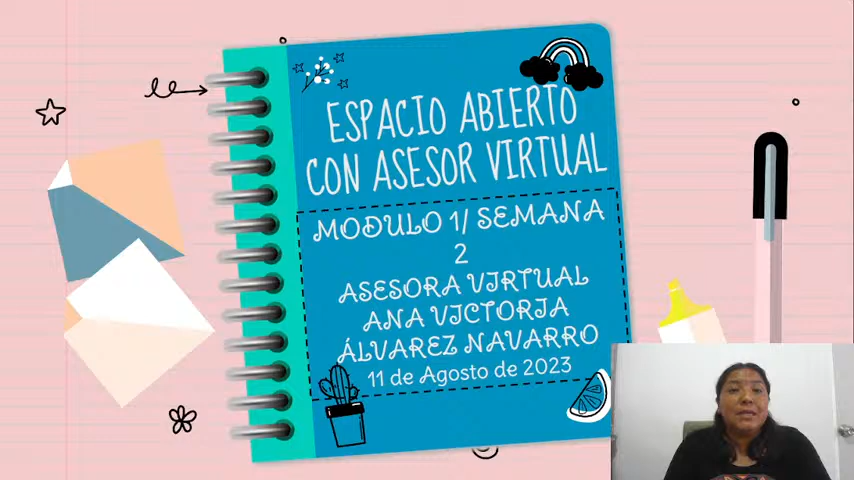 ESPACIO ABIERTO
CON ASESOR VIRTUAL
MODULO 1/ SEMANA
2
ASESORA VIRTUAL
ANA VICTORIA
ÁLVAREZ NAVARRO
11 de Agosto de 2023